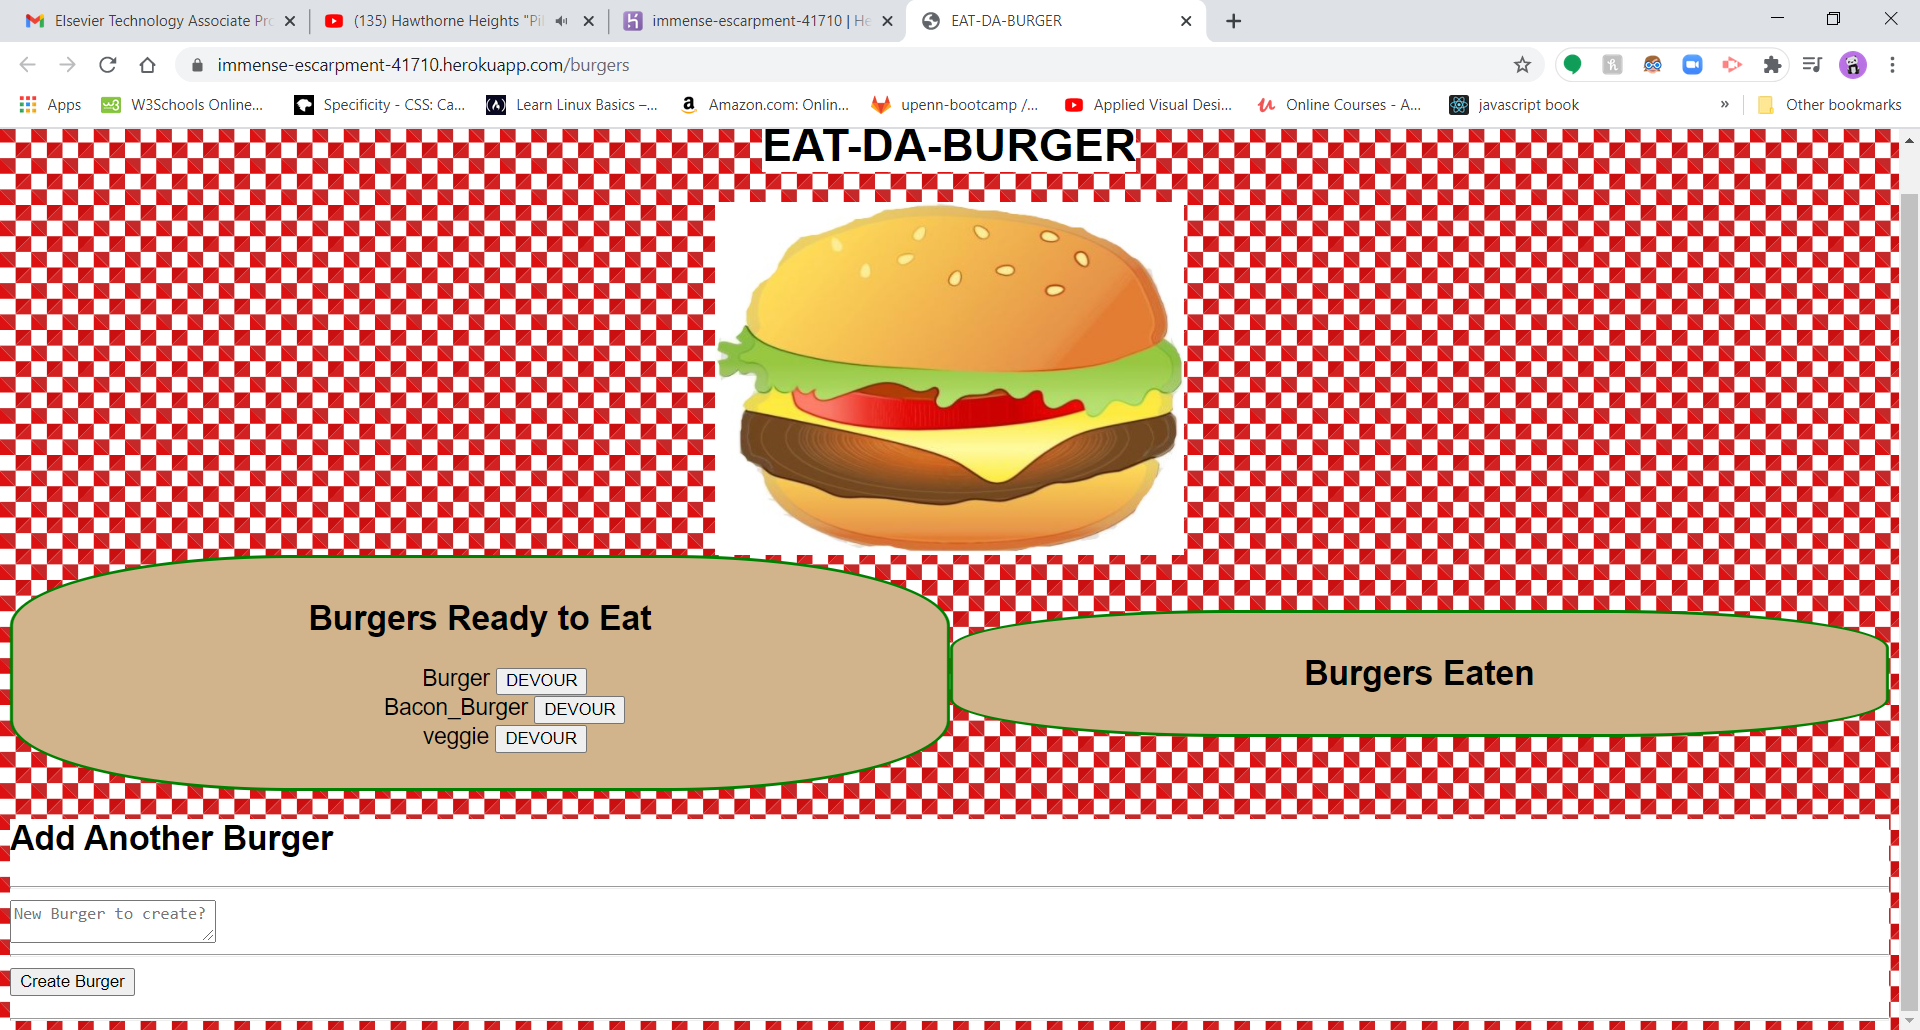 Elsevier Technology Associate Pro
(135) Hawthorne Heights "Pil
immense-escarpment-41710 | He
EAT-DA-BURGER
immense-escarpment-41710.herokuapp.com/burgers
Apps
W3Schools Online...
Specificity - CSS: Ca...
Learn Linux Basics –...
Amazon.com: Onlin...
upenn-bootcamp /...
Applied Visual Desi...
Online Courses - A...
javascript book
»
Other bookmarks
EAT-DA-BURGER
Burgers Ready to Eat
Burger DEVOUR
Bacon_Burger DEVOUR
veggie DEVOUR
Burgers Eaten
Add Another Burger
New Burger to create?
Create Burger